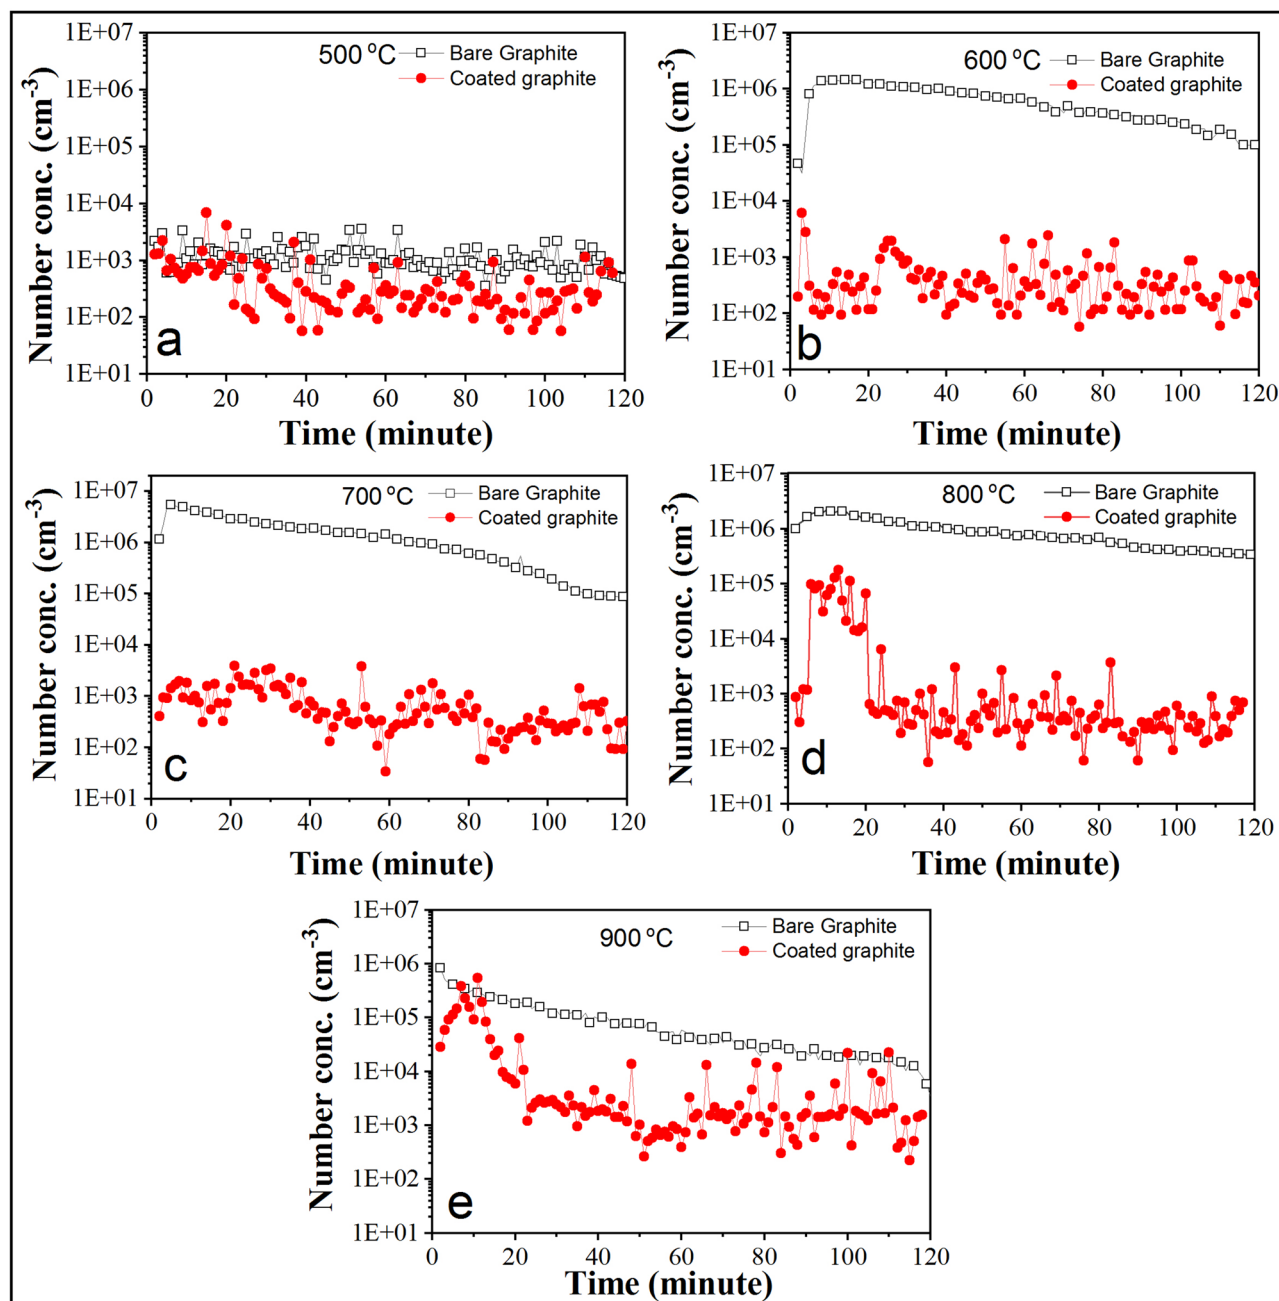 1E+07
1E+06
1E+05
1E+04
1E+03
1E+02
1E+01
Number conc. (cm-3)
500 oC
Bare Graphite
Coated graphite
a
0 20 40 60 80 100 120
Time (minute)
1E+07
1E+06
1E+05
1E+04
1E+03
1E+02
1E+01
Number conc. (cm-3)
600 oC
Bare Graphite
Coated graphite
b
0 20 40 60 80 100 120
Time (minute)
1E+07
1E+06
1E+05
1E+04
1E+03
1E+02
1E+01
Number conc. (cm-3)
700 oC
Bare Graphite
Coated graphite
c
0 20 40 60 80 100 120
Time (minute)
1E+07
1E+06
1E+05
1E+04
1E+03
1E+02
1E+01
Number conc. (cm-3)
800 oC
Bare Graphite
Coated graphite
d
0 20 40 60 80 100 120
Time (minute)
1E+07
1E+06
1E+05
1E+04
1E+03
1E+02
1E+01
Number conc. (cm-3)
900 oC
Bare Graphite
Coated graphite
e
0 20 40 60 80 100 120
Time (minute)